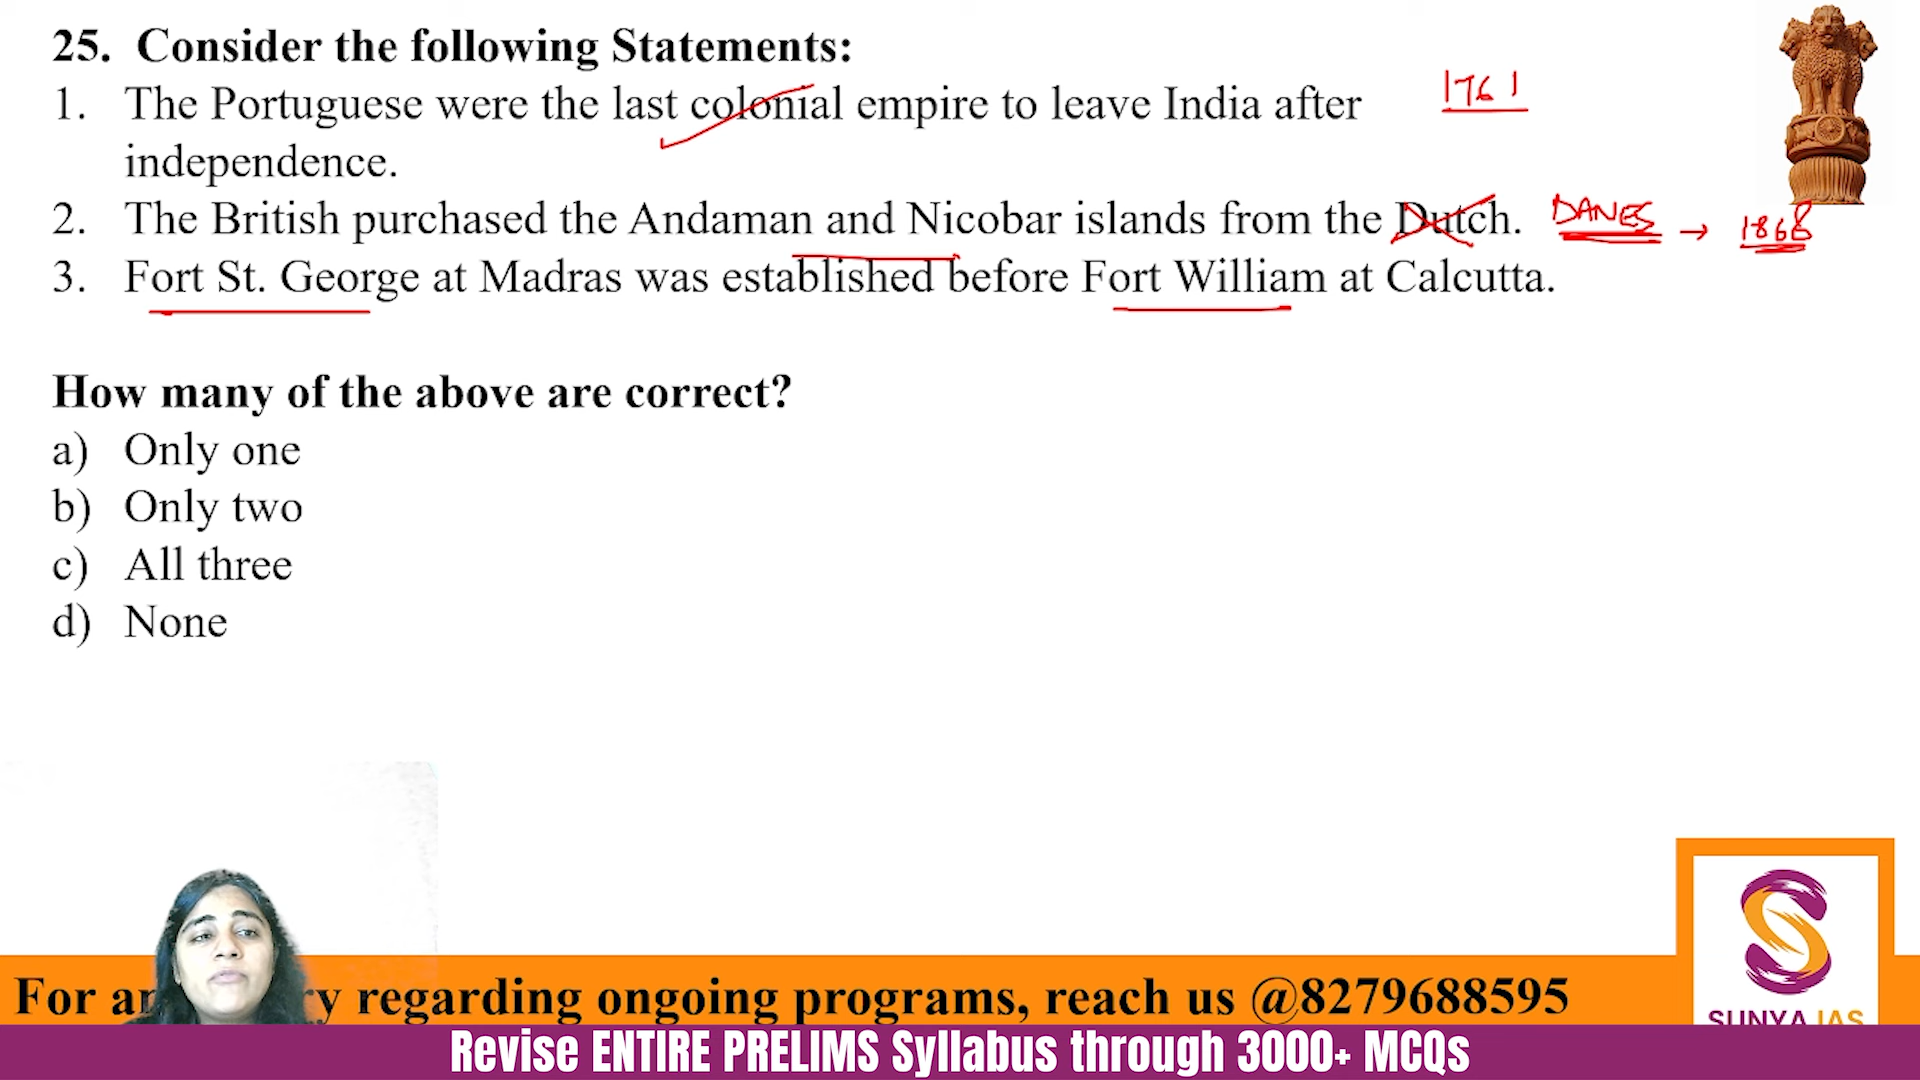 25. Consider the following Statements:
1. The Portuguese were the last colonial empire to leave India after 1761
independence.
2. The British purchased the Andaman and Nicobar islands from the Dutch. DANES → 1868
3. Fort St. George at Madras was established before Fort William at Calcutta.
How many of the above are correct?
a) Only one
b) Only two
c) All three
d) None
For regarding ongoing programs, reach us @8279688595
SUNYA IAS
Revise ENTIRE PRELIMS Syllabus through 3000+ MCQs